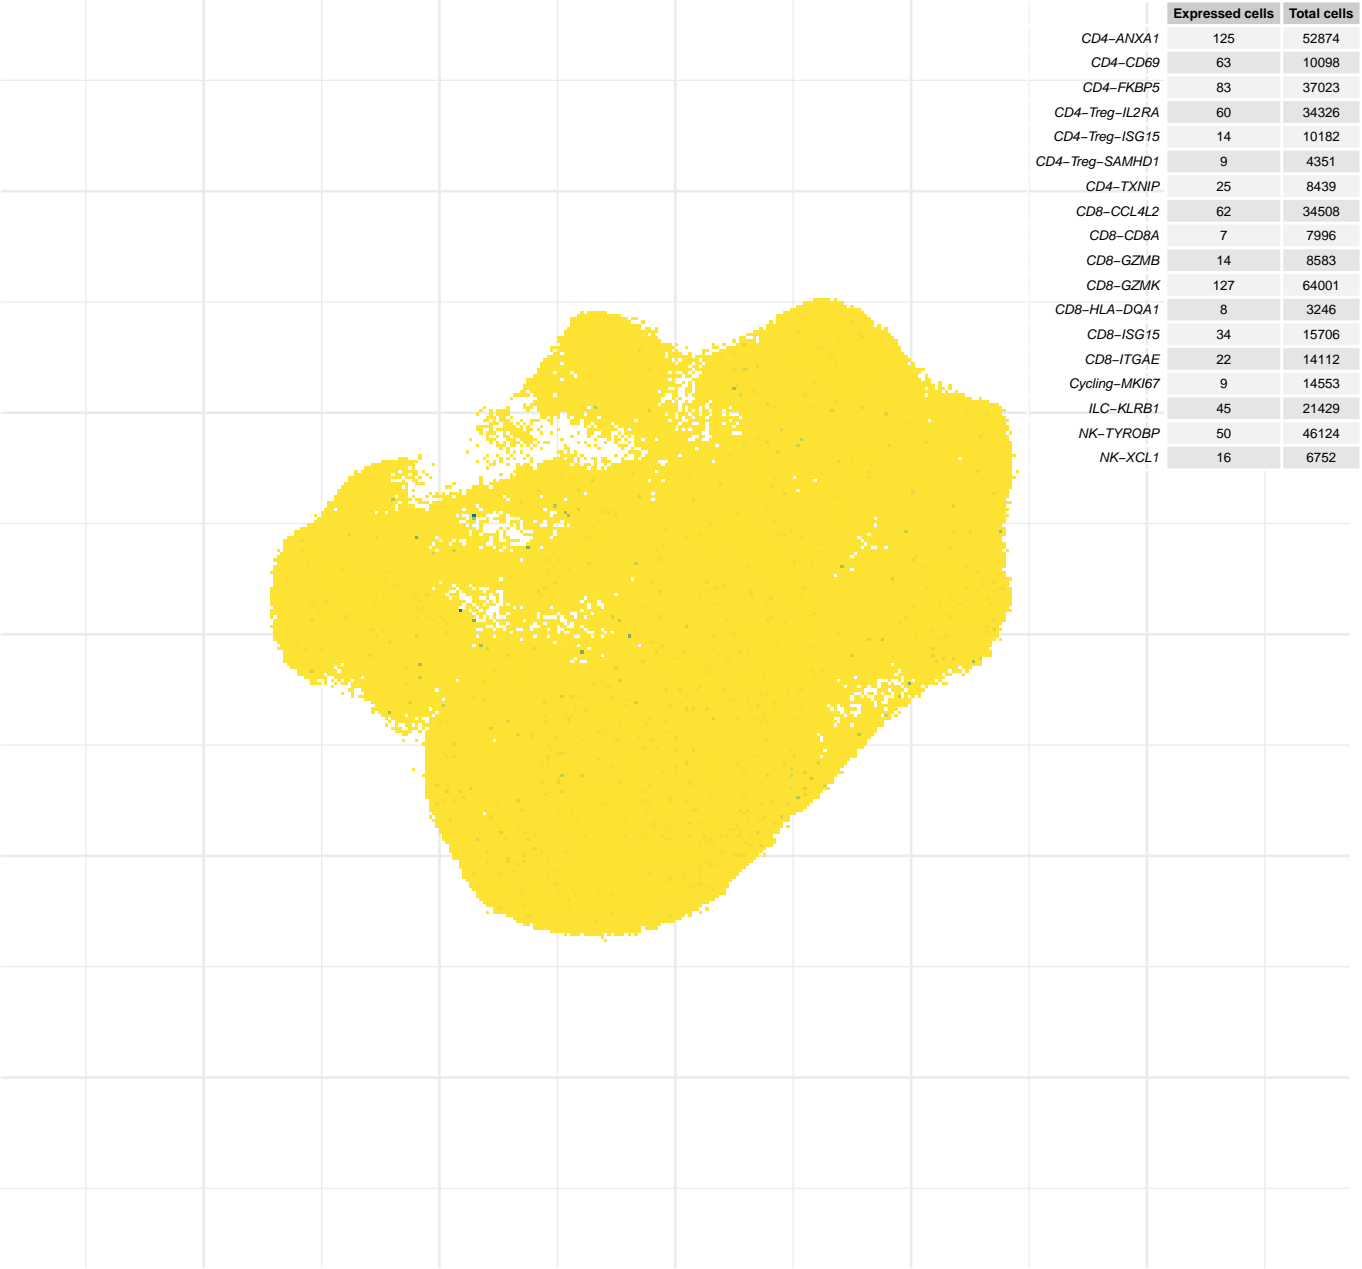 Expressed cells Total cells
CD4−ANXA1 125 52874
CD4−CD69 63 10098
CD4−FKBP5 83 37023
CD4−Treg−IL2RA 60 34326
CD4−Treg−ISG15 14 10182
CD4−Treg−SAMHD1 9 4351
CD4−TXNIP 25 8439
CD8−CCL4L2 62 34508
CD8−CD8A 7 7996
CD8−GZMB 14 8583
CD8−GZMK 127 64001
CD8−HLA−DQA1 8 3246
CD8−ISG15 34 15706
CD8−ITGAE 22 14112
Cycling−MKI67 9 14553
ILC−KLRB1 45 21429
NK−TYROBP 50 46124
NK−XCL1 16 6752